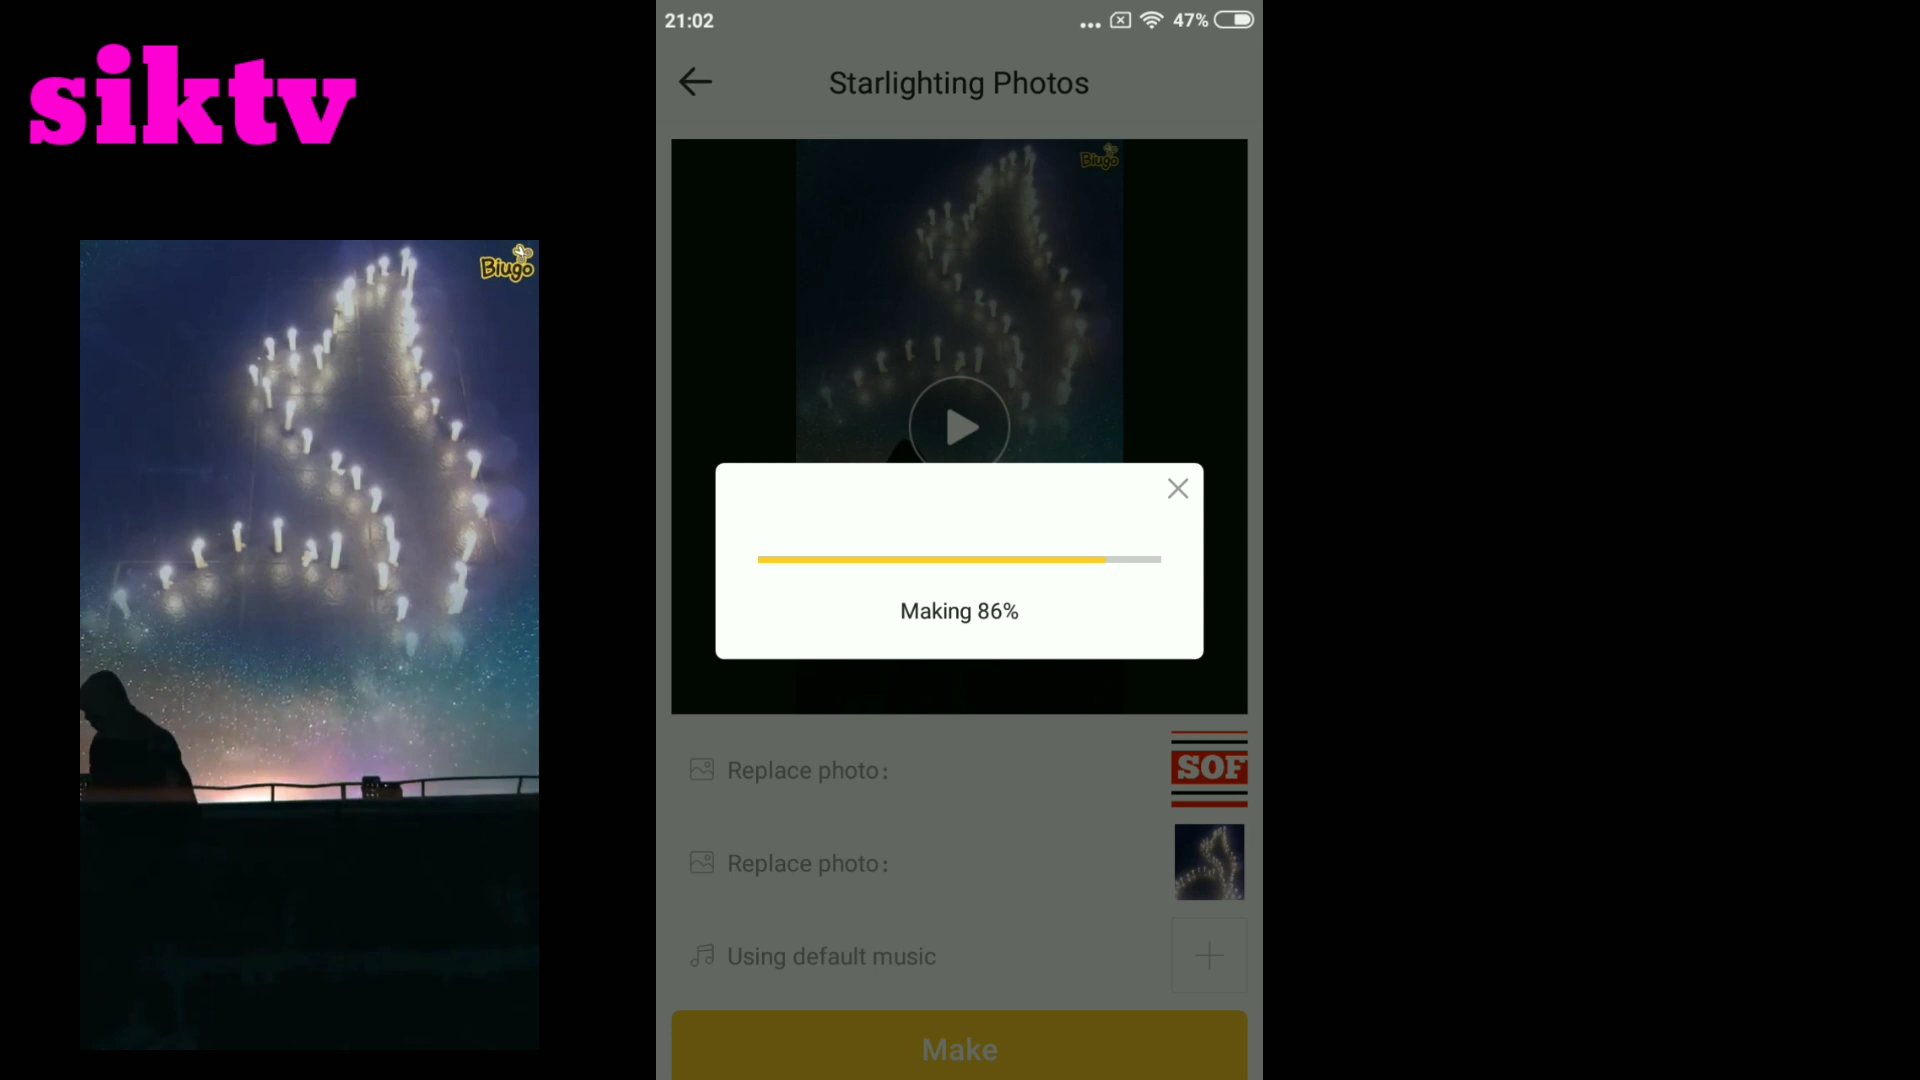 siktv
Biugo
21:02
47%
Starlighting Photos
Biugo
Making 86%
Replace photo:
SOF
Replace photo:
Using default music
Make